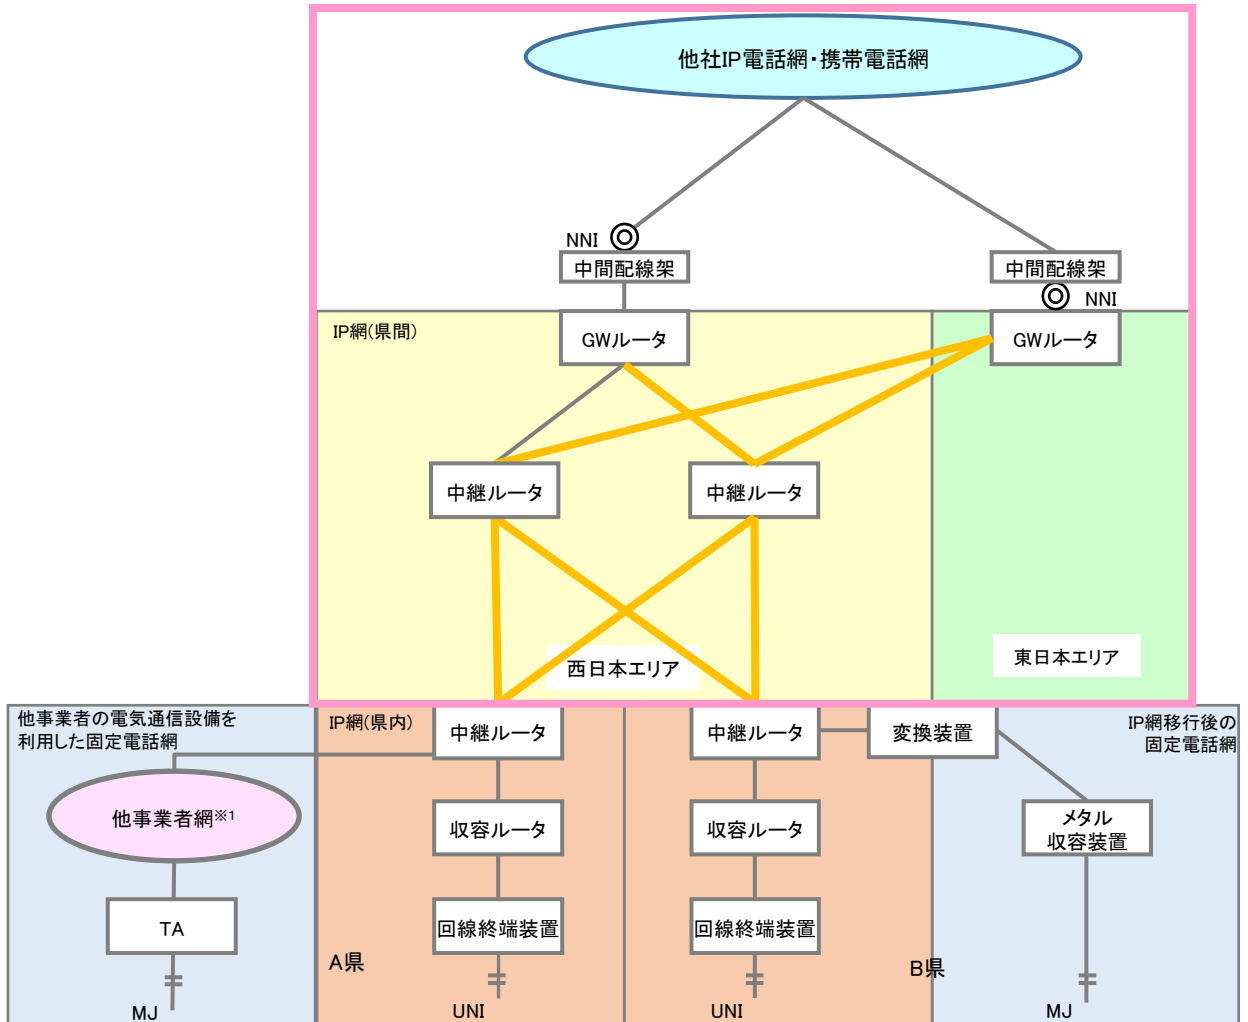 他社IP電話網・携帯電話網
NNI
中間配線架
中間配線架
NNI
IP網(県間)
GWルータ
GWルータ
中継ルータ
中継ルータ
西日本エリア
東日本エリア
他事業者の電気通信設備を
利用した固定電話網
IP網(県内)
中継ルータ
中継ルータ
変換装置
IP網移行後の
固定電話網
他事業者網※1
収容ルータ
収容ルータ
メタル
収容装置
TA
回線終端装置
回線終端装置
A県
B県
MJ
UNI
UNI
MJ